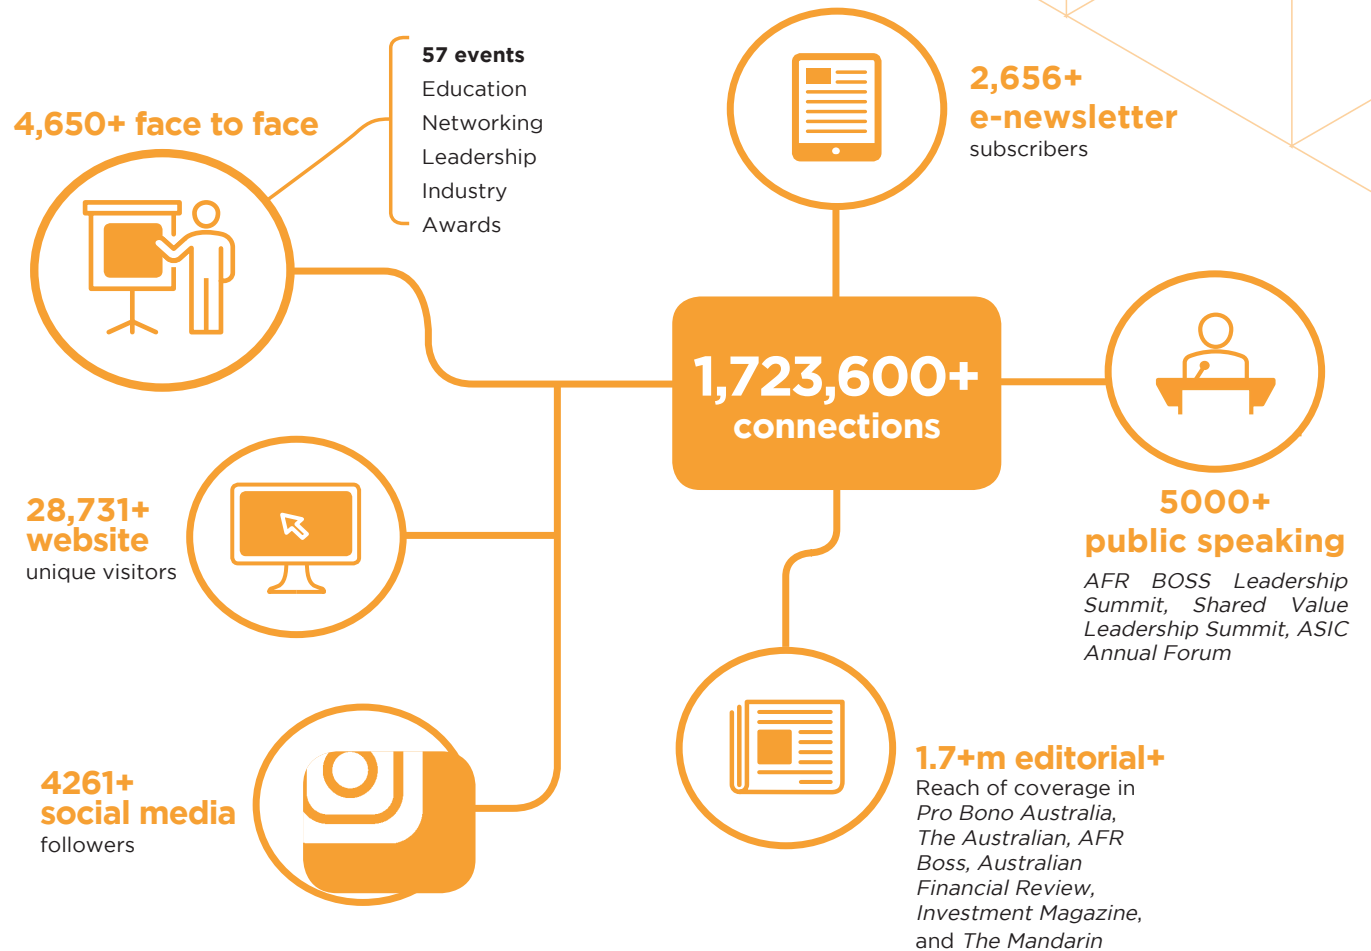 4,650+ face to face
57 events
Education
Networking
Leadership
Industry
Awards
2,656+
e-newsletter
subscribers
1,723,600+
connections
28,731+
website
unique visitors
5000+
public speaking
AFR BOSS Leadership
Summit, Shared Value
Leadership Summit, ASIC
Annual Forum
4261+
social media
followers
1.7+m editorial+
Reach of coverage in
Pro Bono Australia,
The Australian, AFR
Boss, Australian
Financial Review,
Investment Magazine,
and The Mandarin